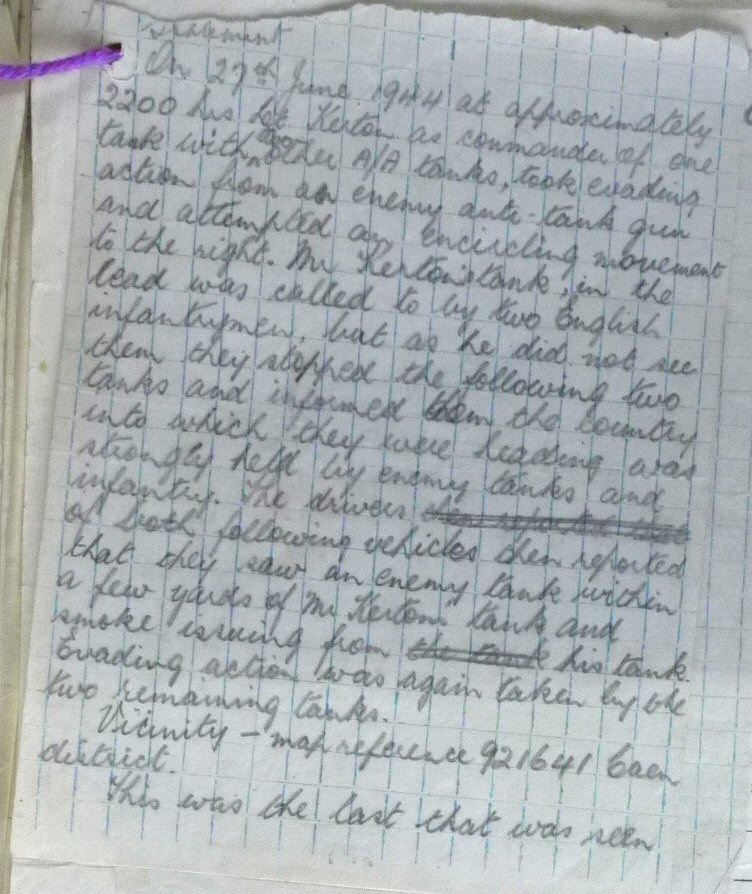 statement
On 27th June 1944 at approximately
2200 hrs Lt Kerton as commander of one
tank with two other A/A tanks, took evading
action from an enemy anti-tank gun
and attempted an encircling movement
to the right. Mr Kerton's tank, in the
lead was called to by two English
infantrymen, but as he did not see
them they stopped the following two
tanks and informed them the country
into which they were heading was
strongly held by enemy tanks and
infantry. The drivers
of both following vehicles then reported
that they saw an enemy tank within
a few yards of Mr Kerton's tank and
smoke issuing from the tank his tank.
Evading action was again taken by the
two remaining tanks.
Vicinity – map reference 921641 Caen
district.
This was the last that was seen